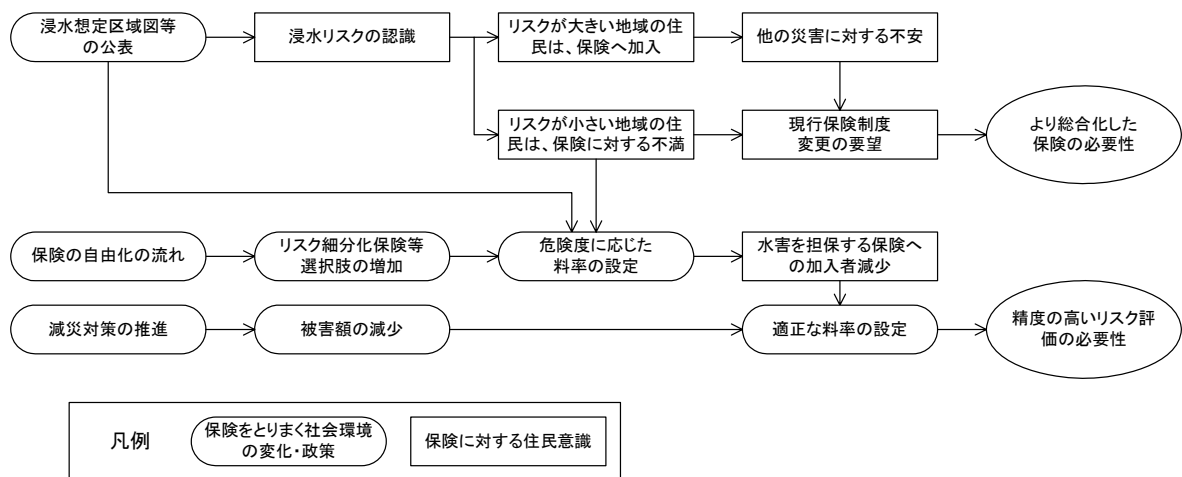 浸水想定区域図等
の公表
浸水リスクの認識
リスクが大きい地域の住
民は、保険へ加入
他の災害に対する不安
リスクが小さい地域の住
民は、保険に対する不満
現行保険制度
変更の要望
より総合化した
保険の必要性
保険の自由化の流れ
リスク細分化保険等
選択肢の増加
危険度に応じた
料率の設定
水害を担保する保険へ
の加入者減少
減災対策の推進
被害額の減少
適正な料率の設定
精度の高いリスク評
価の必要性
凡例
保険をとりまく社会環境
の変化・政策
保険に対する住民意識